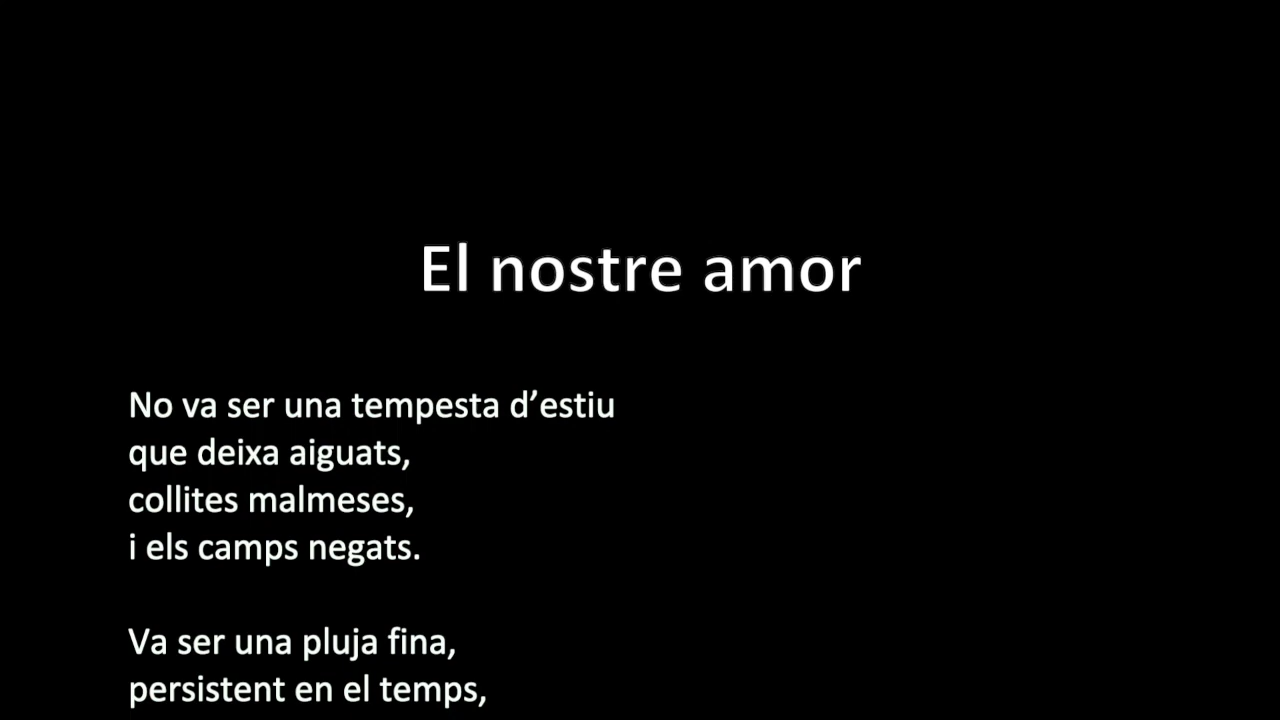 El nostre amor
No va ser una tempesta d’estiu
que deixa aiguats,
collites malmeses,
i els camps negats.
Va ser una pluja fina,
persistent en el temps,